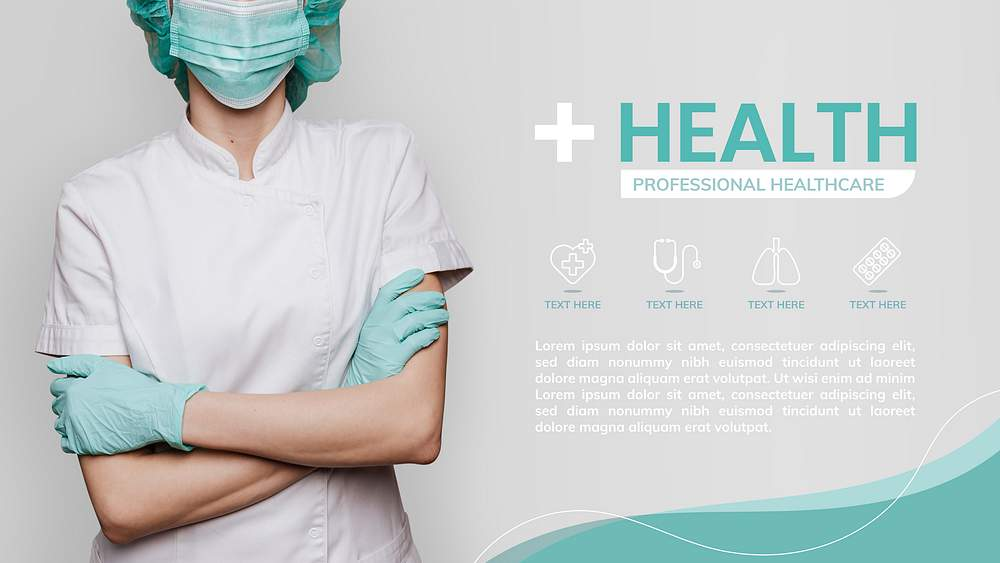 HEALTH
PROFESSIONAL HEALTHCARE
TEXT HERE TEXT HERE TEXT HERE TEXT HERE
Lorem ipsum dolor sit amet, consectetuer adipiscing elit,
sed diam nonummy nibh euismod tincidunt ut laoreet
dolore magna aliquam erat volutpat. Ut wisi enim ad minim
Lorem ipsum dolor sit amet, consectetuer adipiscing elit,
sed diam nonummy nibh euismod tincidunt ut laoreet
dolore magna aliquam erat volutpat.